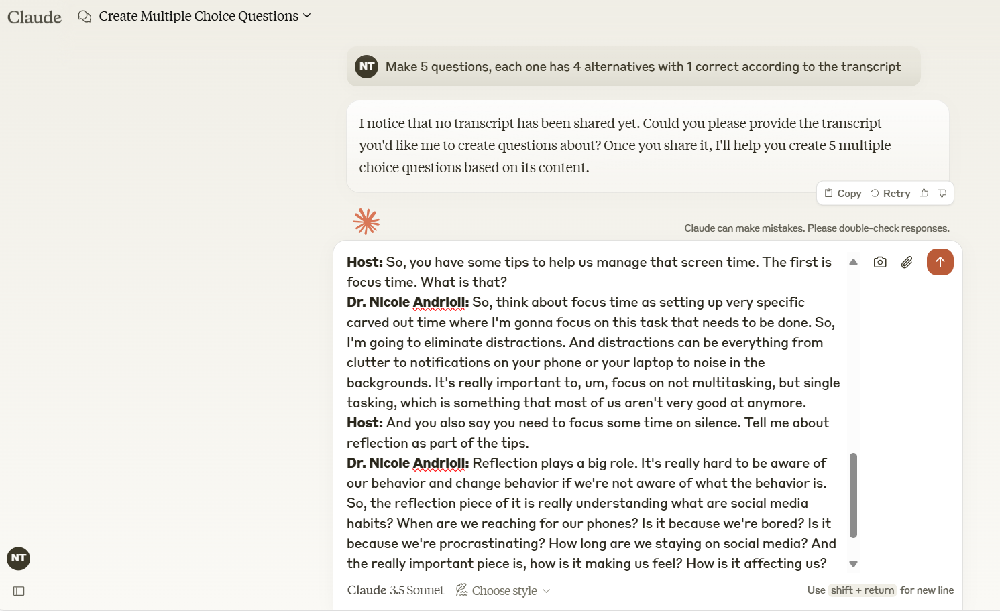 Claude
Create Multiple Choice Questions
NT
Make 5 questions, each one has 4 alternatives with 1 correct according to the transcript
I notice that no transcript has been shared yet. Could you please provide the transcript
you'd like me to create questions about? Once you share it, I'll help you create 5 multiple
choice questions based on its content.
Copy Retry
Claude can make mistakes. Please double-check responses.
Host: So, you have some tips to help us manage that screen time. The first is
focus time. What is that?
Dr. Nicole Andrioli: So, think about focus time as setting up very specific
carved out time where I'm gonna focus on this task that needs to be done. So,
I'm going to eliminate distractions. And distractions can be everything from
clutter to notifications on your phone or your laptop to noise in the
backgrounds. It's really important to, um, focus on not multitasking, but single
tasking, which is something that most of us aren't very good at anymore.
Host: And you also say you need to focus some time on silence. Tell me about
reflection as part of the tips.
Dr. Nicole Andrioli: Reflection plays a big role. It's really hard to be aware of
our behavior and change behavior if we're not aware of what the behavior is.
So, the reflection piece of it is really understanding what are social media
habits? When are we reaching for our phones? Is it because we're bored? Is it
because we're procrastinating? How long are we staying on social media? And
the really important piece is, how is it making us feel? How is it affecting us?
NT
Claude 3.5 Sonnet Choose style
Use shift + return for new line